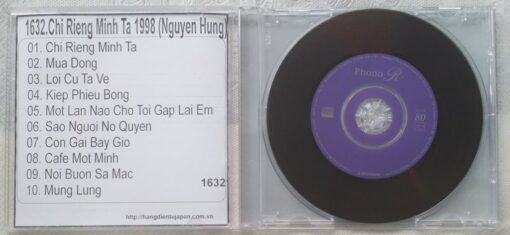 1632.Chi Rieng Minh Ta 1998 (Nguyen Hung)
01. Chi Rieng Minh Ta
02. Mua Dong
03. Loi Cu Ta Ve
04. Kiep Phieu Bong
05. Mot Lan Nao Cho Toi Gap Lai Em
06. Sao Nguoi No Quyen
07. Con Gai Bay Gio
08. Cafe Mot Minh
09. Noi Buon Sa Mac
10. Mung Lung
1632
http://hangdientujapan.com.vn
Phono-R
80